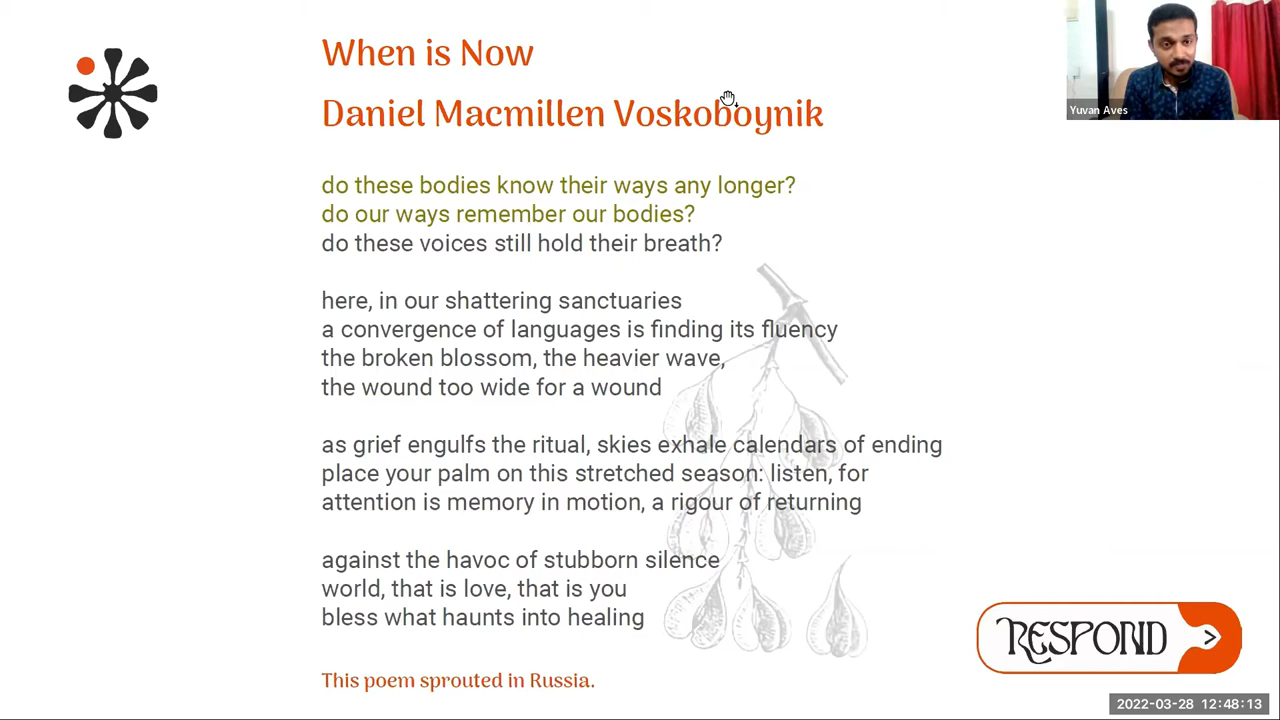 When is Now
Daniel Macmillen Voskoboynik
Yuvan Aves
do these bodies know their ways any longer?
do our ways remember our bodies?
do these voices still hold their breath?
here, in our shattering sanctuaries
a convergence of languages is finding its fluency
the broken blossom, the heavier wave,
the wound too wide for a wound
as grief engulfs the ritual, skies exhale calendars of ending
place your palm on this stretched season: listen, for
attention is memory in motion, a rigour of returning
against the havoc of stubborn silence
world, that is love, that is you
bless what haunts into healing
RESPOND
This poem sprouted in Russia.
2022-03-28 12:48:13